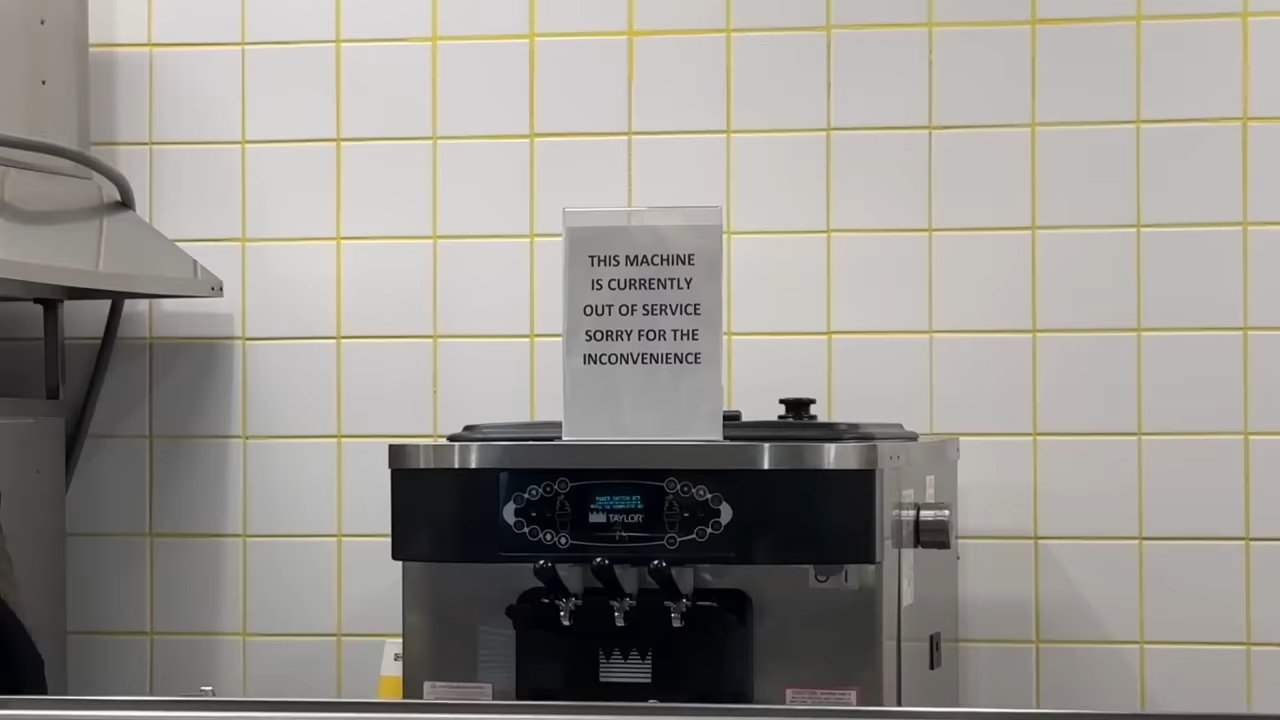 THIS MACHINE
IS CURRENTLY
OUT OF SERVICE
SORRY FOR THE
INCONVENIENCE
TAYLOR